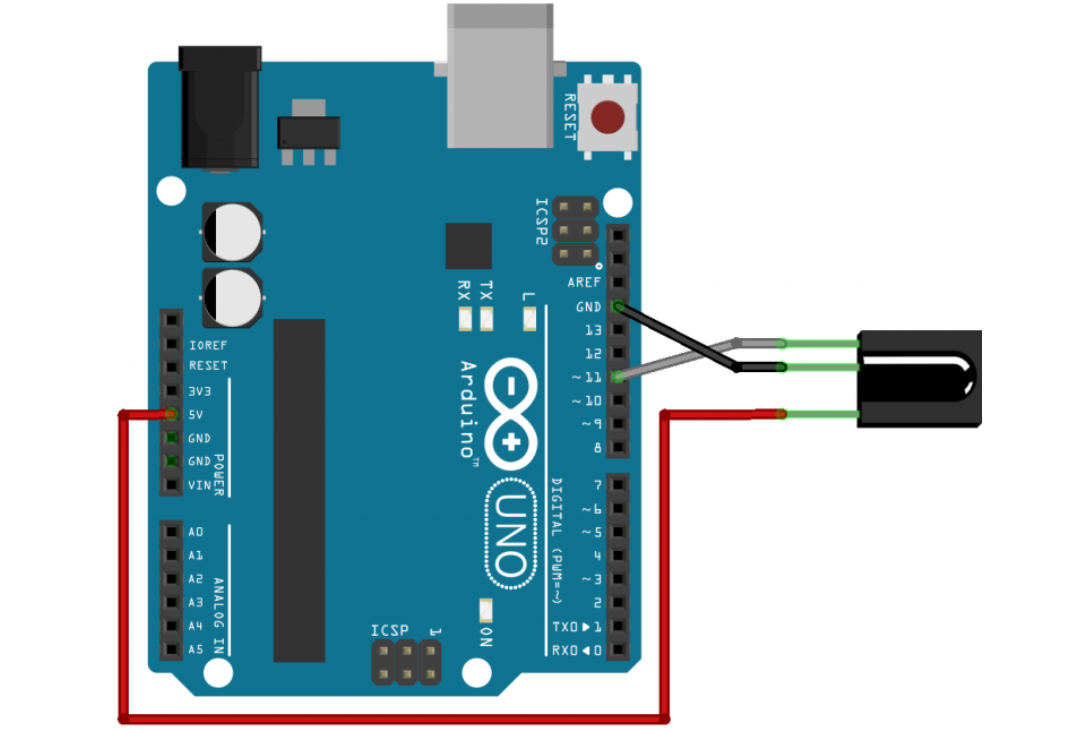 RESET
ICSP2
AREF
GND
13
12
~11
~10
~9
8
RX
TX
L
IOREF
RESET
3V3
5V
GND
GND
VIN
POWER
Arduino™
UNO
7
~6
~5
4
~3
2
TXD▶1
RXD◀0
DIGITAL (PWM=~)
A0
A1
A2
A3
A4
A5
ANALOG IN
ICSP
1
ON